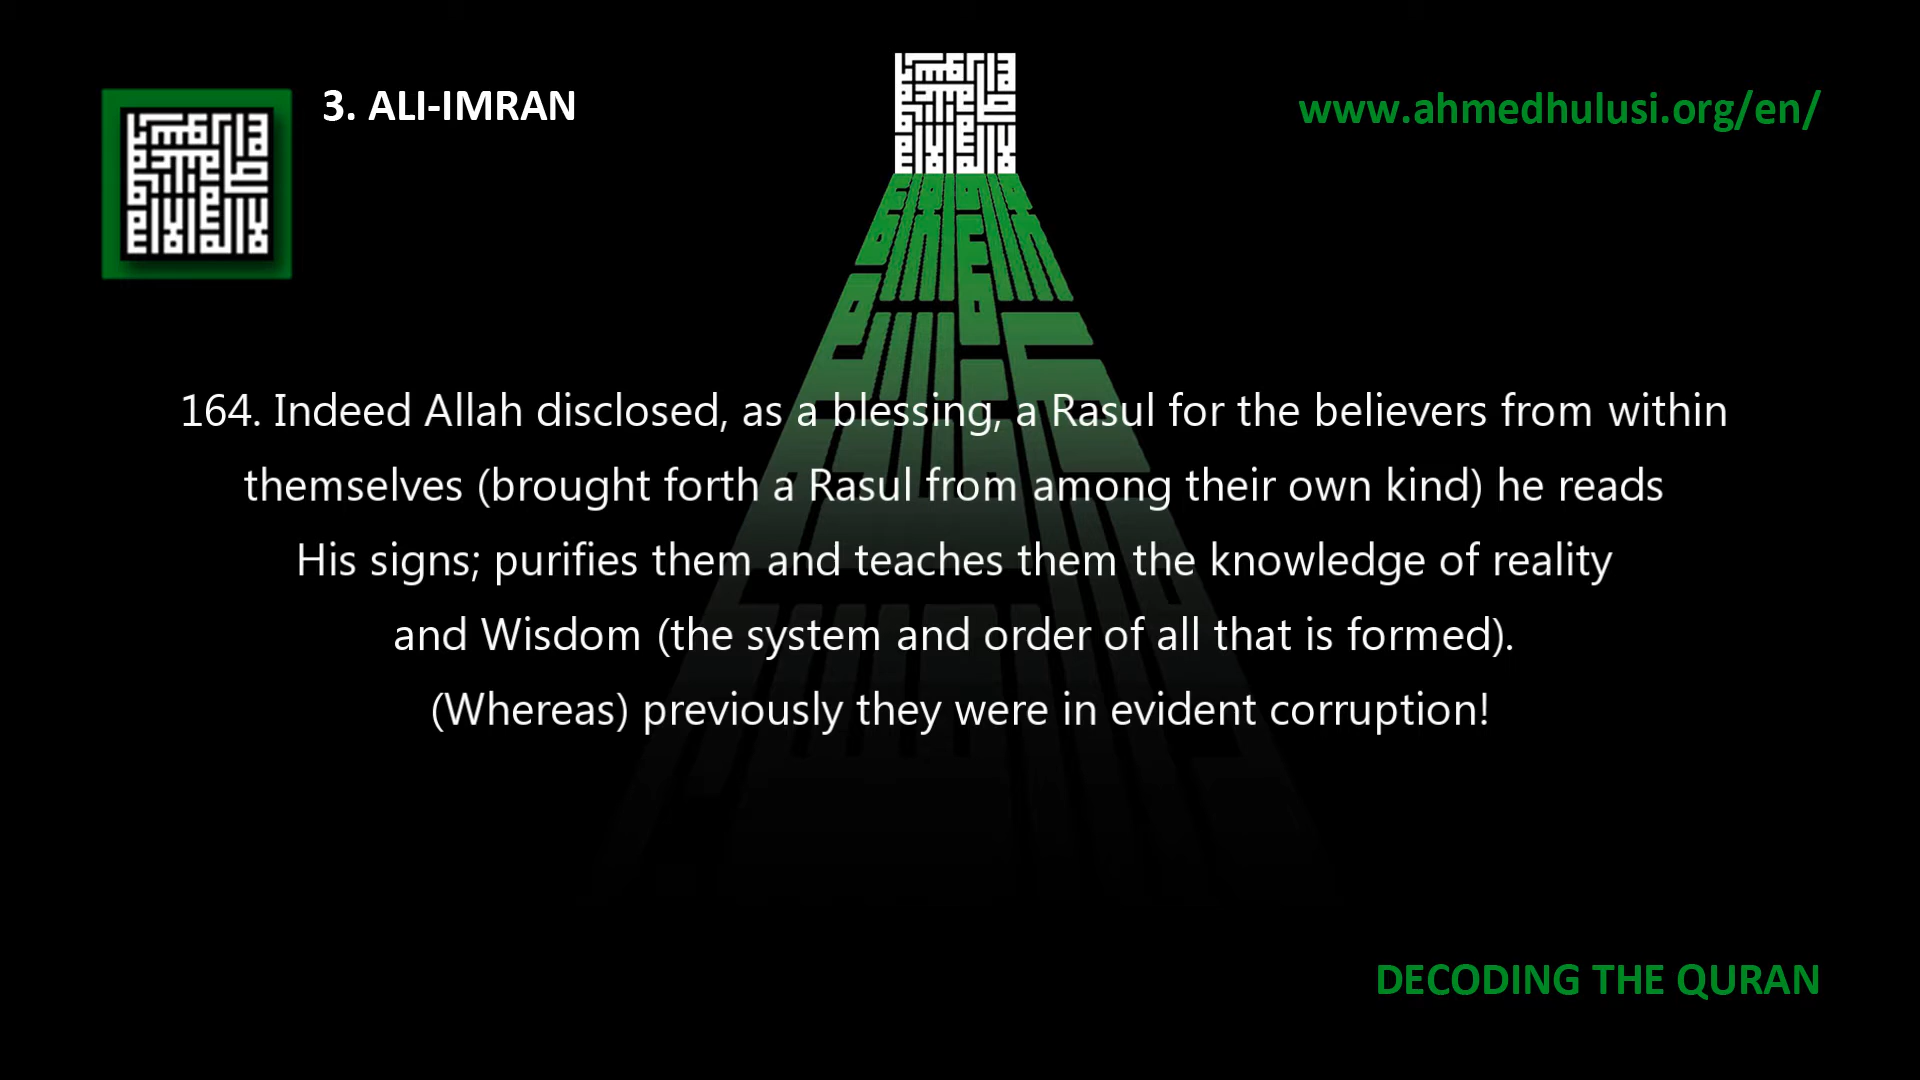 3. ALI-IMRAN
www.ahmedhulusi.org/en/
164. Indeed Allah disclosed, as a blessing, a Rasul for the believers from within
themselves (brought forth a Rasul from among their own kind) he reads
His signs; purifies them and teaches them the knowledge of reality
and Wisdom (the system and order of all that is formed).
(Whereas) previously they were in evident corruption!
DECODING THE QURAN